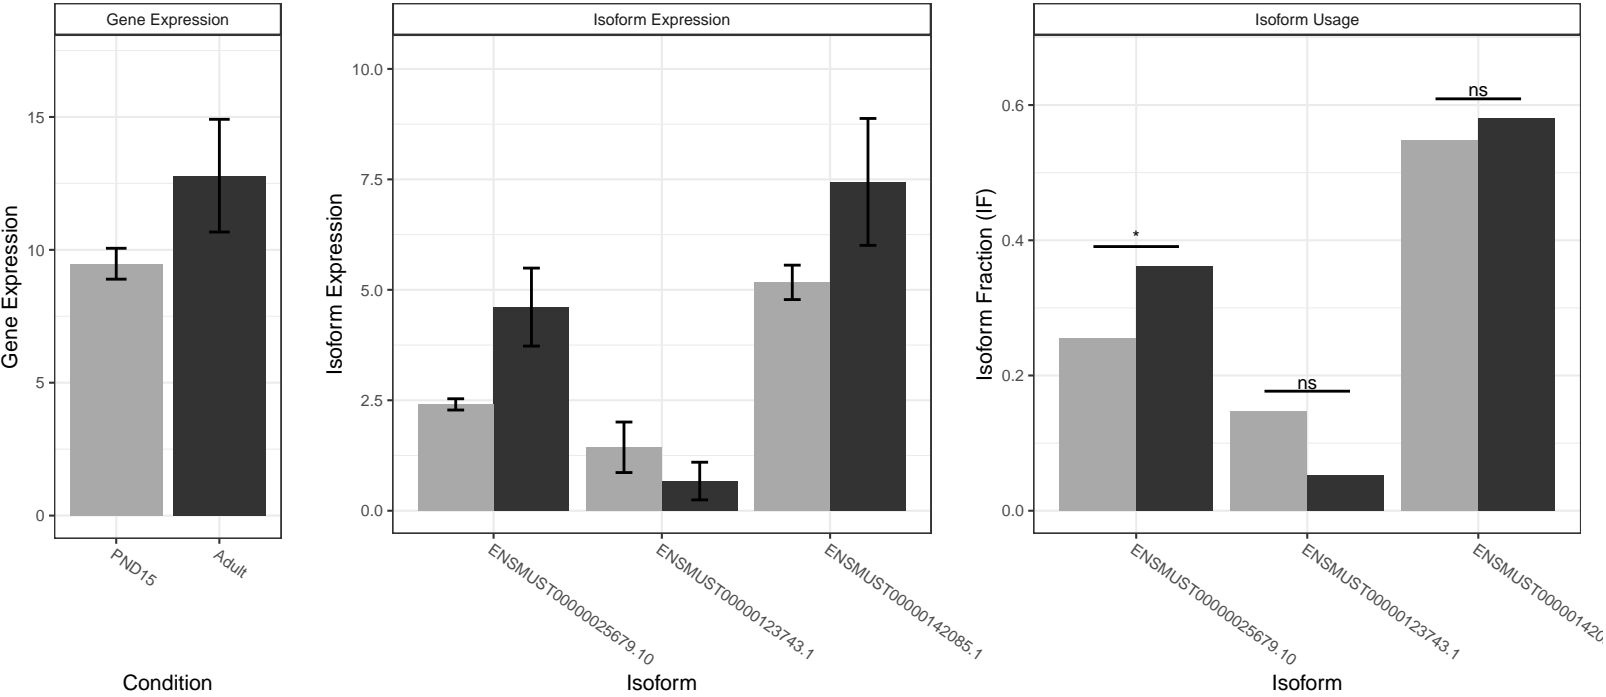 Gene Expression
Isoform Expression
Isoform Usage
Gene Expression
15
10
5
0
PND15
Adult
Condition
Isoform Expression
10.0
7.5
5.0
2.5
0.0
ENSMUST00000025679.10
ENSMUST00000123743.1
ENSMUST00000142085.1
Isoform
Isoform Fraction (IF)
0.6
0.4
0.2
0.0
*
ns
ns
ENSMUST00000025679.10
ENSMUST00000123743.1
ENSMUST00000142085
Isoform